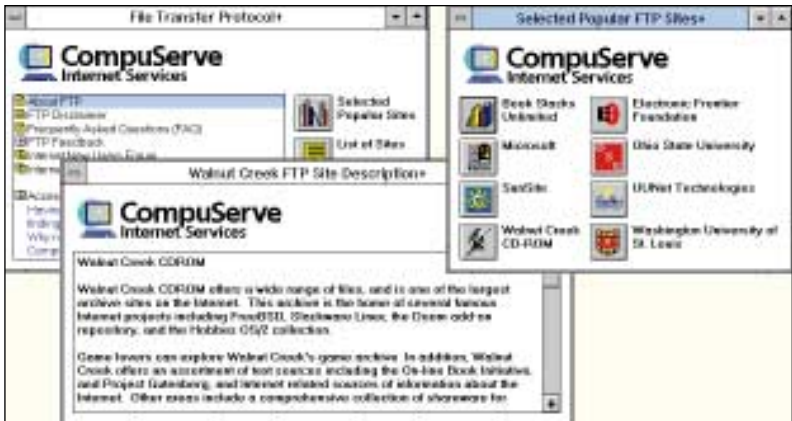 File Transfer Protocol+
CompuServe
Internet Services
About FTP
FTP Disclaimer
Frequently Asked Questions (FAQ)
FTP Feedback
Selected
Popular Sites
List of Sites
Selected Popular FTP Sites+
CompuServe
Internet Services
Book Stacks
Unlimited
Electronic Frontier
Foundation
Microsoft
Ohio State University
SunSite
UUNet Technologies
Walnut Creek
CD-ROM
Washington University of
St. Louis
Walnut Creek FTP Site Description+
CompuServe
Internet Services
Walnut Creek CDROM
Walnut Creek CDROM offers a wide range of files, and is one of the largest
archive sites on the Internet. This archive is the home of several famous
Internet projects including FreeBSD, Slackware Linux, the Doom add-on
repository, and the Hobbes OS/2 collection.
Game lovers can explore Walnut Creek's game archive. In addition, Walnut
Creek offers an assortment of text sources including the On-line Book Initiative,
and Project Gutenberg, and Internet related sources of information about the
Internet. Other areas include a comprehensive collection of shareware for